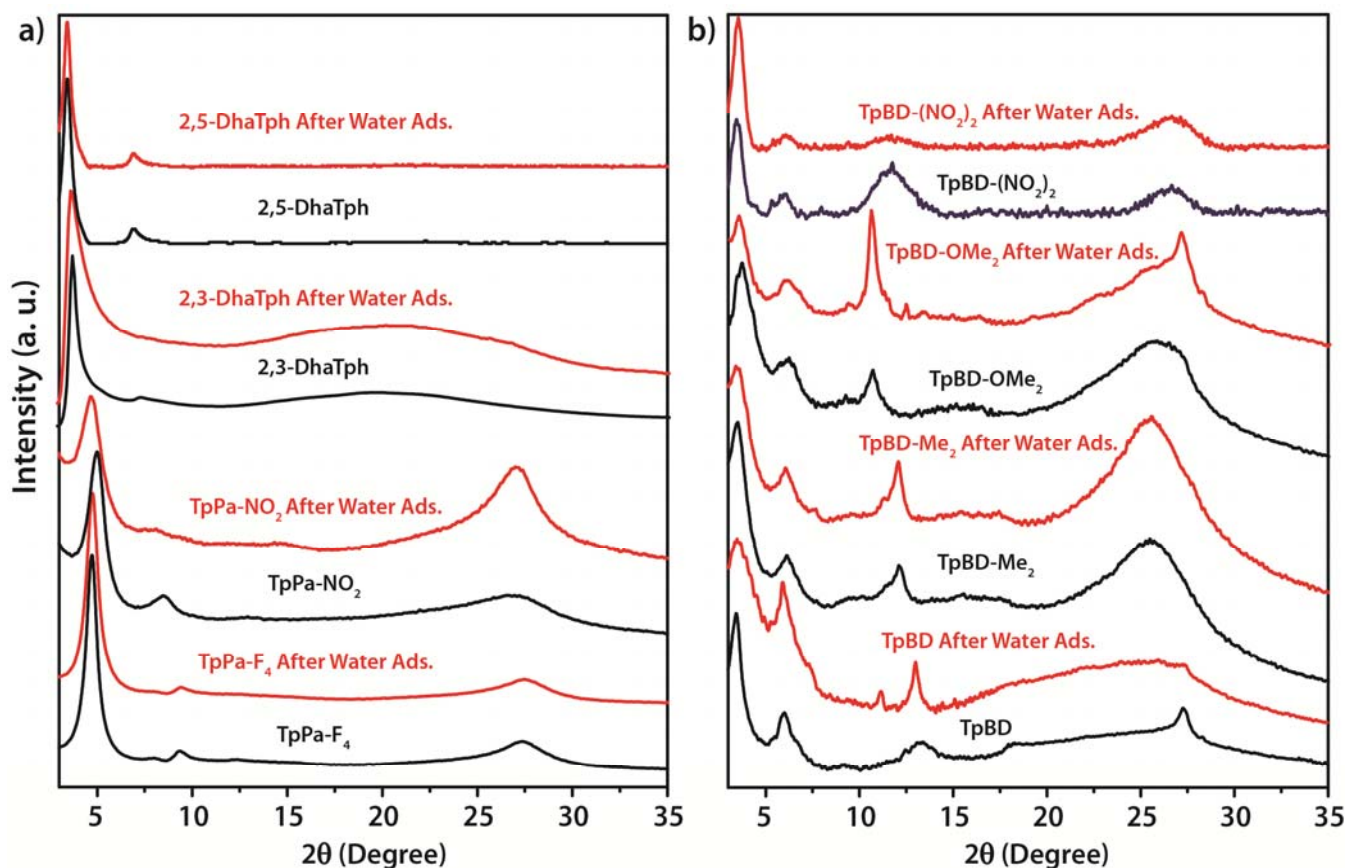 a)
2,5-DhaTph After Water Ads.
2,5-DhaTph
2,3-DhaTph After Water Ads.
2,3-DhaTph
TpPa-NO₂ After Water Ads.
TpPa-NO₂
TpPa-F₄ After Water Ads.
TpPa-F₄
Intensity (a. u.)
5 10 15 20 25 30 35
2θ (Degree)
b)
TpBD-(NO₂)₂ After Water Ads.
TpBD-(NO₂)₂
TpBD-OMe₂ After Water Ads.
TpBD-OMe₂
TpBD-Me₂ After Water Ads.
TpBD-Me₂
TpBD After Water Ads.
TpBD
5 10 15 20 25 30 35
2θ (Degree)